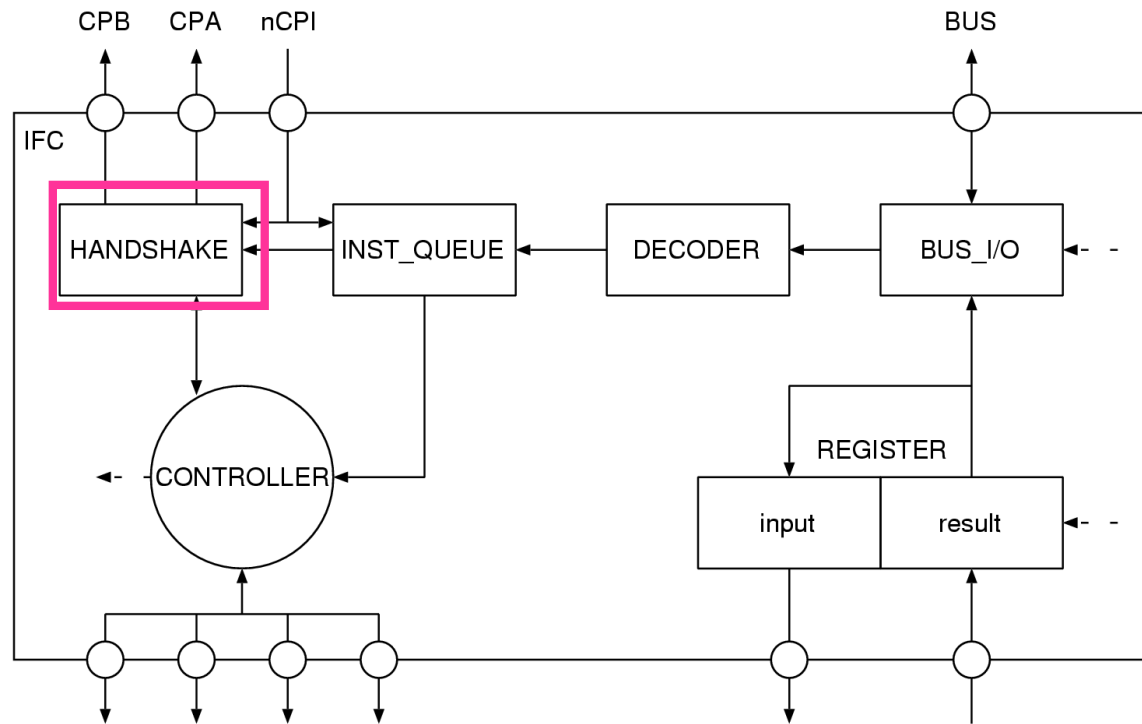 CPB CPA nCPI BUS
IFC
HANDSHAKE INST_QUEUE DECODER BUS_I/O
REGISTER
CONTROLLER
input result